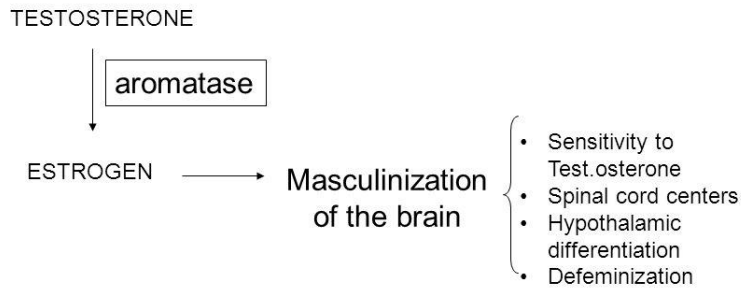 TESTOSTERONE
aromatase
ESTROGEN
Masculinization
of the brain
• Sensitivity to
Test.osterone
• Spinal cord centers
• Hypothalamic
differentiation
• Defeminization